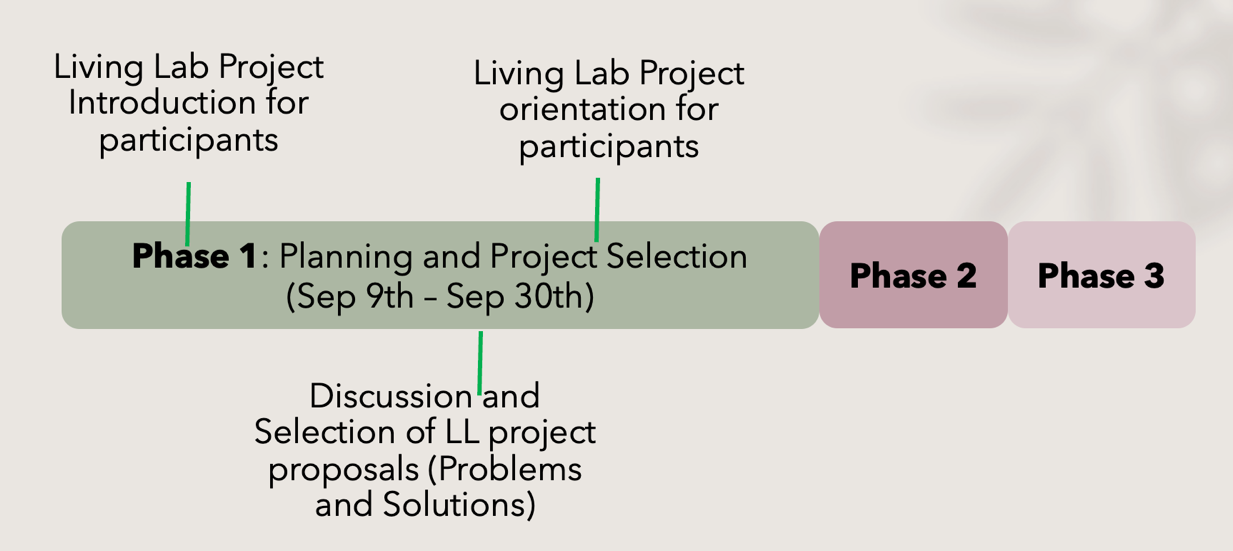 Living Lab Project
Introduction for
participants
Living Lab Project
orientation for
participants
Phase 1: Planning and Project Selection
(Sep 9th – Sep 30th)
Phase 2
Phase 3
Discussion and
Selection of LL project
proposals (Problems
and Solutions)